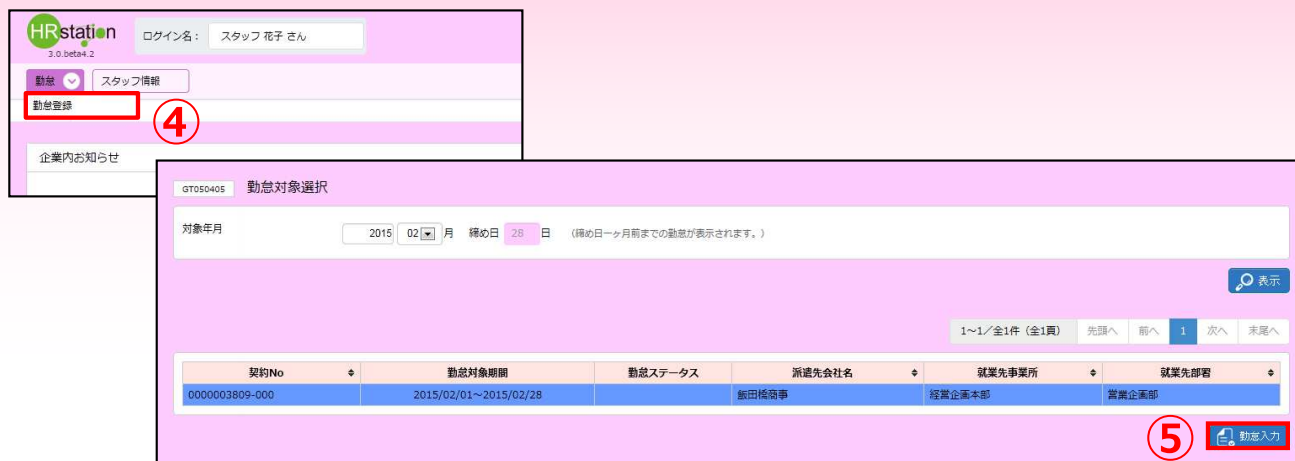 HRstation
3.0.beta4.2
ログイン名： スタッフ 花子 さん
勤怠 スタッフ情報
勤怠登録
④
企業内お知らせ
GT050405 勤怠対象選択
対象年月 2015 02 月 締め日 28 日 （締め日一ヶ月前までの勤怠が表示されます。）
表示
1～1／全1件（全1頁） 先頭へ 前へ 1 次へ 末尾へ
契約No 勤怠対象期間 勤怠ステータス 派遣先会社名 就業先事業所 就業先部署
0000003809-000 2015/02/01～2015/02/28 飯田橋商事 経営企画本部 営業企画部
⑤ 勤怠入力